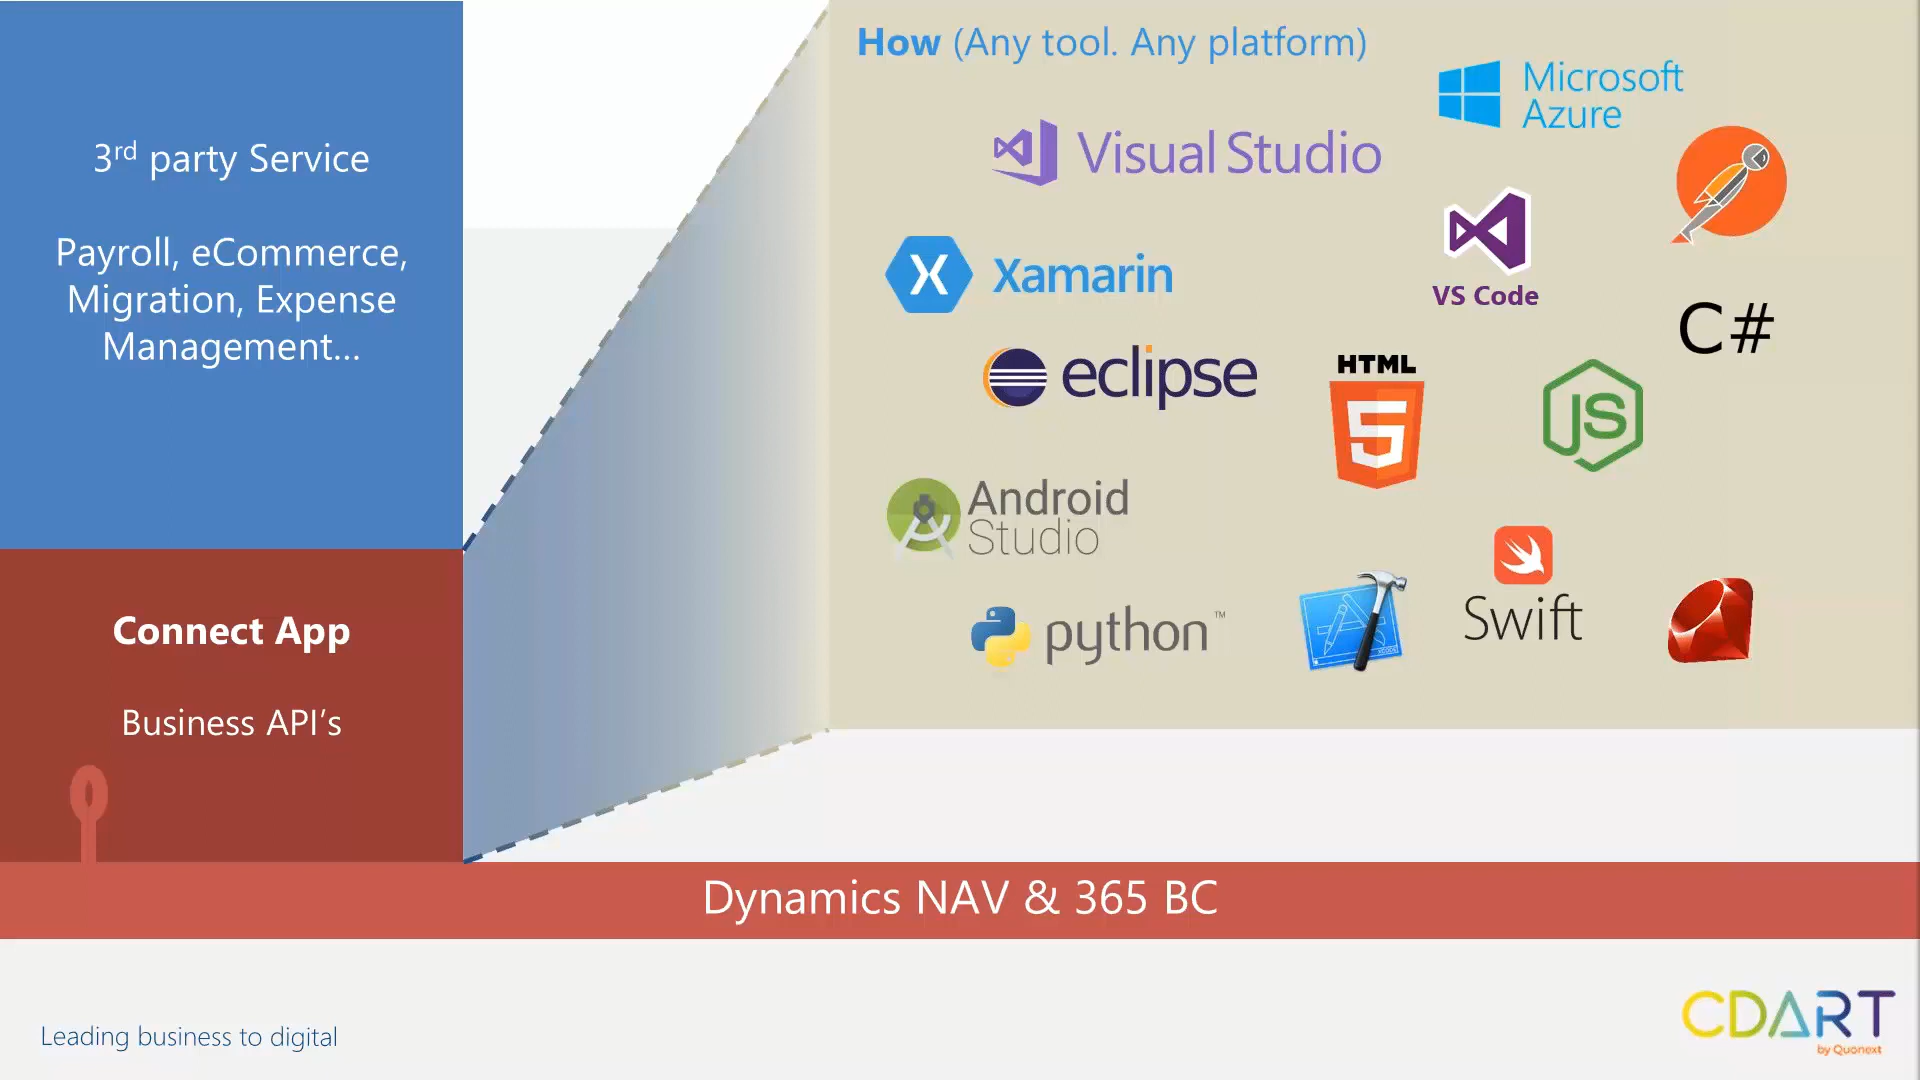 3rd party Service
Payroll, eCommerce,
Migration, Expense
Management...
Connect App
Business API's
How (Any tool. Any platform)
Microsoft
Azure
Visual Studio
VS Code
Xamarin
C#
eclipse
HTML
5
JS
Android
Studio
python™
XCODE
Swift
Dynamics NAV & 365 BC
Leading business to digital
CDART
by Quonext